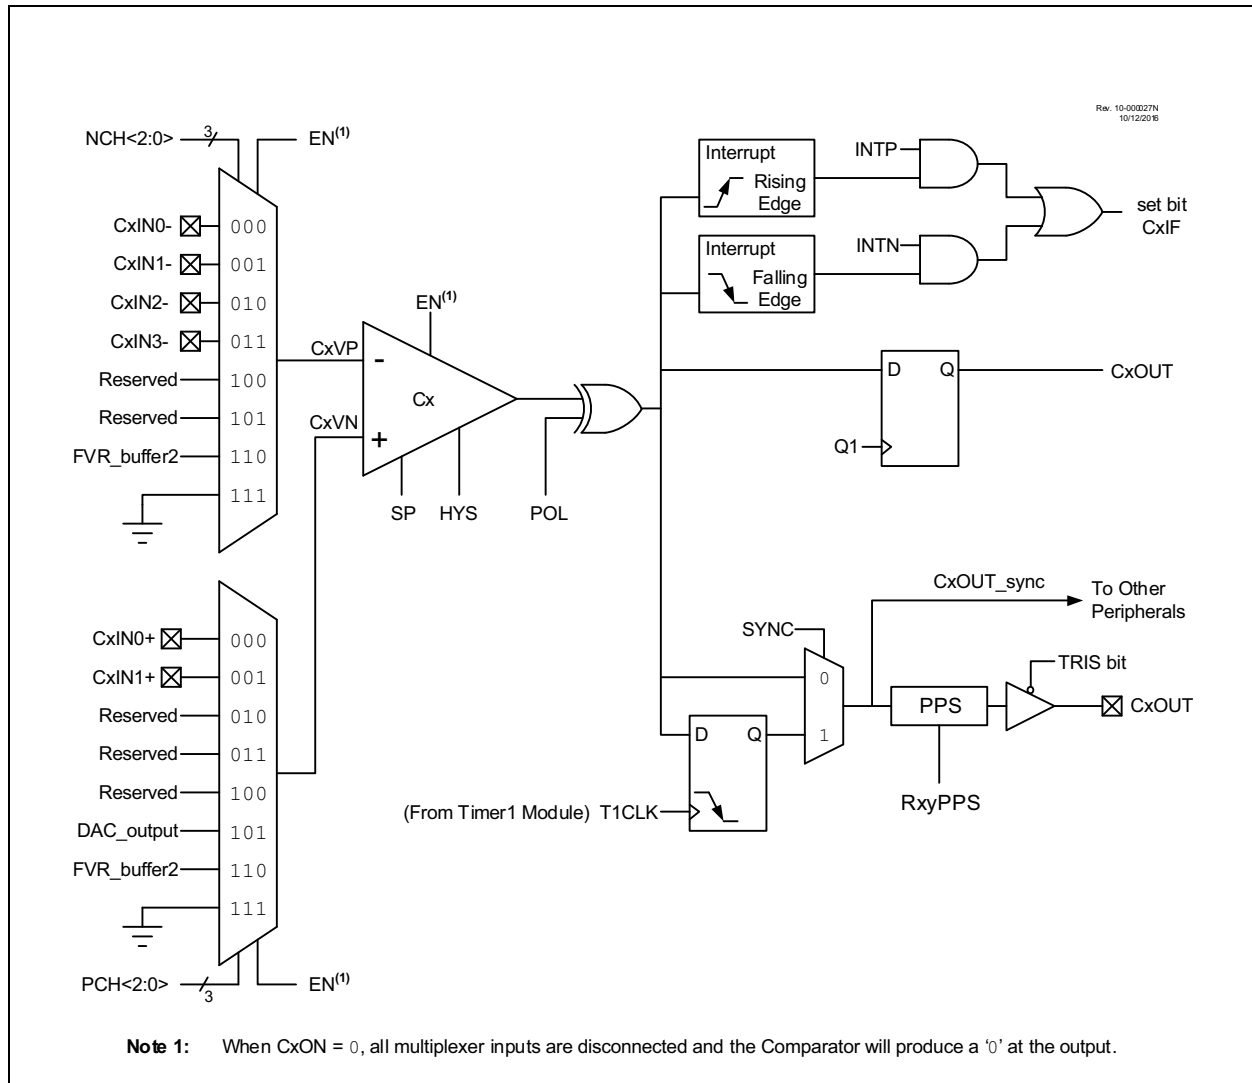 Rev. 10-000027N
10/12/2016
NCH<2:0>
3
EN(1)
CxIN0-
000
CxIN1-
001
CxIN2-
010
CxIN3-
011
Reserved
100
Reserved
101
FVR_buffer2
110
111
CxVP
CxVN
EN(1)
-
Cx
+
SP
HYS
POL
Interrupt
Rising
Edge
INTP
Interrupt
Falling
Edge
INTN
set bit
CxIF
D
Q
Q1
CxOUT
CxIN0+
000
CxIN1+
001
Reserved
010
Reserved
011
Reserved
100
DAC_output
101
FVR_buffer2
110
111
PCH<2:0>
3
EN(1)
SYNC
0
1
CxOUT_sync
To Other
Peripherals
D
Q
(From Timer1 Module) T1CLK
PPS
RxyPPS
TRIS bit
CxOUT
Note 1: When CxON = 0, all multiplexer inputs are disconnected and the Comparator will produce a ‘0’ at the output.